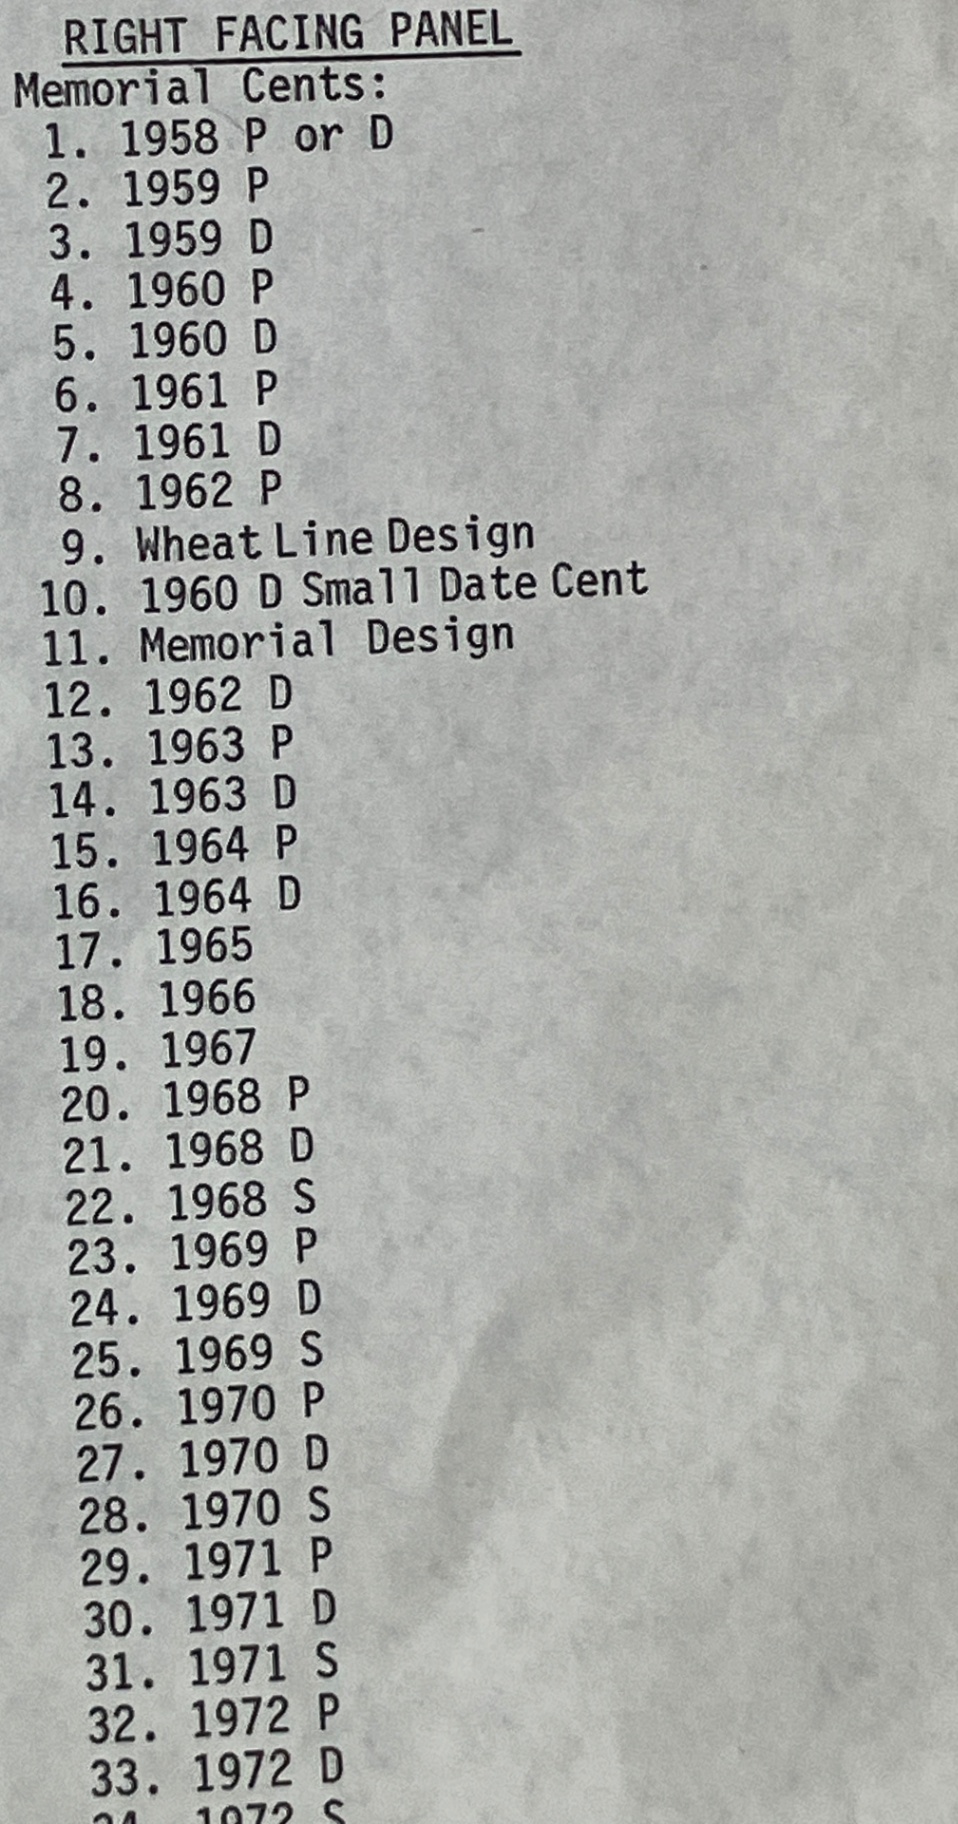 RIGHT FACING PANEL
Memorial Cents:
1. 1958 P or D
2. 1959 P
3. 1959 D
4. 1960 P
5. 1960 D
6. 1961 P
7. 1961 D
8. 1962 P
9. Wheat Line Design
10. 1960 D Small Date Cent
11. Memorial Design
12. 1962 D
13. 1963 P
14. 1963 D
15. 1964 P
16. 1964 D
17. 1965
18. 1966
19. 1967
20. 1968 P
21. 1968 D
22. 1968 S
23. 1969 P
24. 1969 D
25. 1969 S
26. 1970 P
27. 1970 D
28. 1970 S
29. 1971 P
30. 1971 D
31. 1971 S
32. 1972 P
33. 1972 D
34. 1972 S